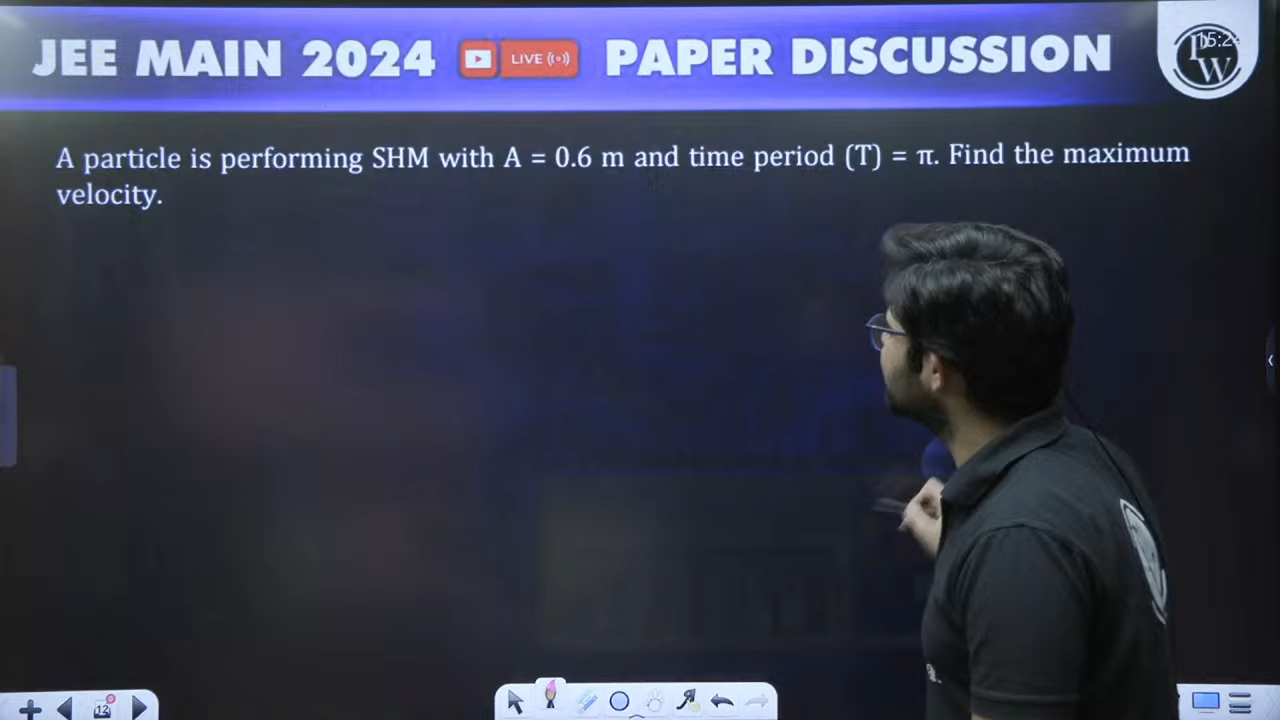 JEE MAIN 2024 LIVE PAPER DISCUSSION
A particle is performing SHM with A = 0.6 m and time period (T) = π. Find the maximum
velocity.
12